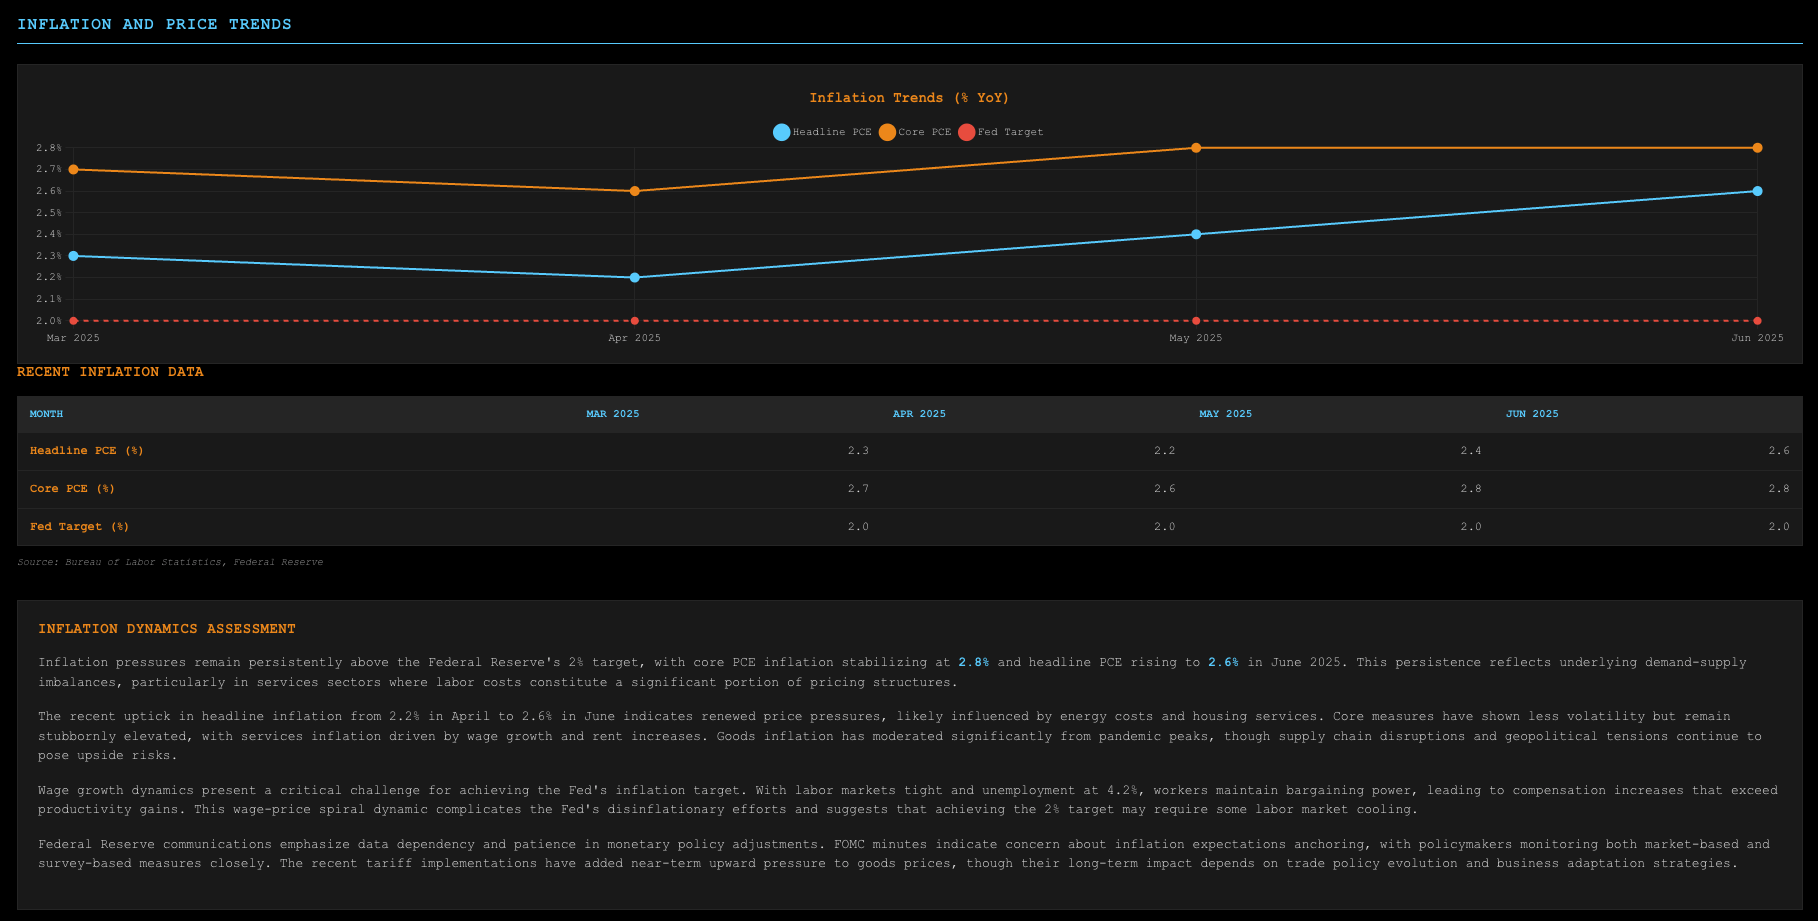 INFLATION AND PRICE TRENDS
Inflation Trends (% YoY)
Headline PCE Core PCE Fed Target
2.8%
2.7%
2.6%
2.5%
2.4%
2.3%
2.2%
2.1%
2.0%
Mar 2025 Apr 2025 May 2025 Jun 2025
RECENT INFLATION DATA
MONTH MAR 2025 APR 2025 MAY 2025 JUN 2025
Headline PCE (%) 2.3 2.2 2.4 2.6
Core PCE (%) 2.7 2.6 2.8 2.8
Fed Target (%) 2.0 2.0 2.0 2.0
Source: Bureau of Labor Statistics, Federal Reserve
INFLATION DYNAMICS ASSESSMENT
Inflation pressures remain persistently above the Federal Reserve's 2% target, with core PCE inflation stabilizing at 2.8% and headline PCE rising to 2.6% in June 2025. This persistence reflects underlying demand-supply
imbalances, particularly in services sectors where labor costs constitute a significant portion of pricing structures.
The recent uptick in headline inflation from 2.2% in April to 2.6% in June indicates renewed price pressures, likely influenced by energy costs and housing services. Core measures have shown less volatility but remain
stubbornly elevated, with services inflation driven by wage growth and rent increases. Goods inflation has moderated significantly from pandemic peaks, though supply chain disruptions and geopolitical tensions continue to
pose upside risks.
Wage growth dynamics present a critical challenge for achieving the Fed's inflation target. With labor markets tight and unemployment at 4.2%, workers maintain bargaining power, leading to compensation increases that exceed
productivity gains. This wage-price spiral dynamic complicates the Fed's disinflationary efforts and suggests that achieving the 2% target may require some labor market cooling.
Federal Reserve communications emphasize data dependency and patience in monetary policy adjustments. FOMC minutes indicate concern about inflation expectations anchoring, with policymakers monitoring both market-based and
survey-based measures closely. The recent tariff implementations have added near-term upward pressure to goods prices, though their long-term impact depends on trade policy evolution and business adaptation strategies.